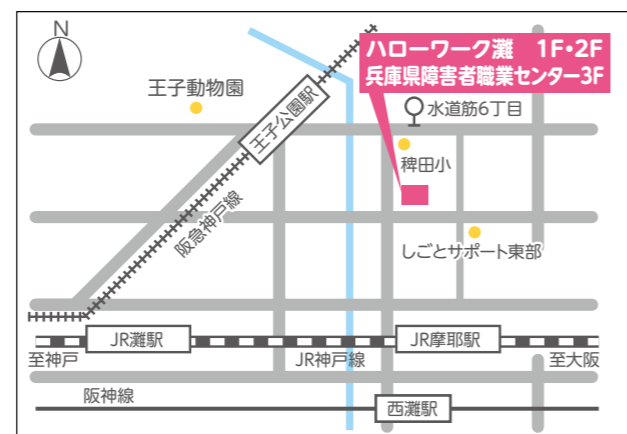 N
ハローワーク灘 1F・2F
兵庫県障害者職業センター3F
王子動物園
王子公園駅
水道筋6丁目
稗田小
阪急神戸線
しごとサポート東部
JR灘駅
JR摩耶駅
至神戸
JR神戸線
至大阪
阪神線
西灘駅